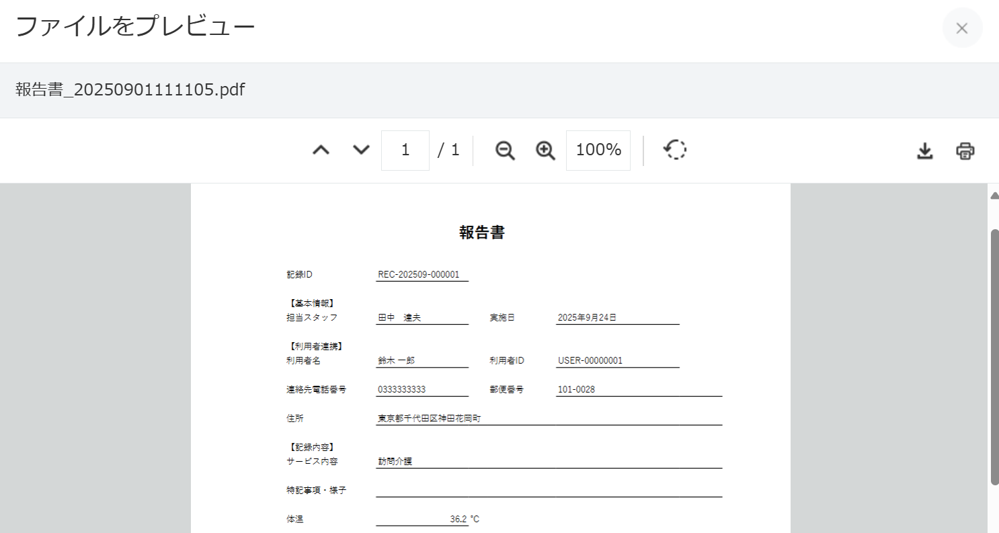 ファイルをプレビュー
報告書_20250901111105.pdf
1 / 1 100%
報告書
記録ID REC-202509-000001
【基本情報】
担当スタッフ 田中　達夫 実施日 2025年9月24日
【利用者連携】
利用者名 鈴木 一郎 利用者ID USER-00000001
連絡先電話番号 0333333333 郵便番号 101-0028
住所 東京都千代田区神田花岡町
【記録内容】
サービス内容 訪問介護
特記事項・様子
体温 36.2 ℃